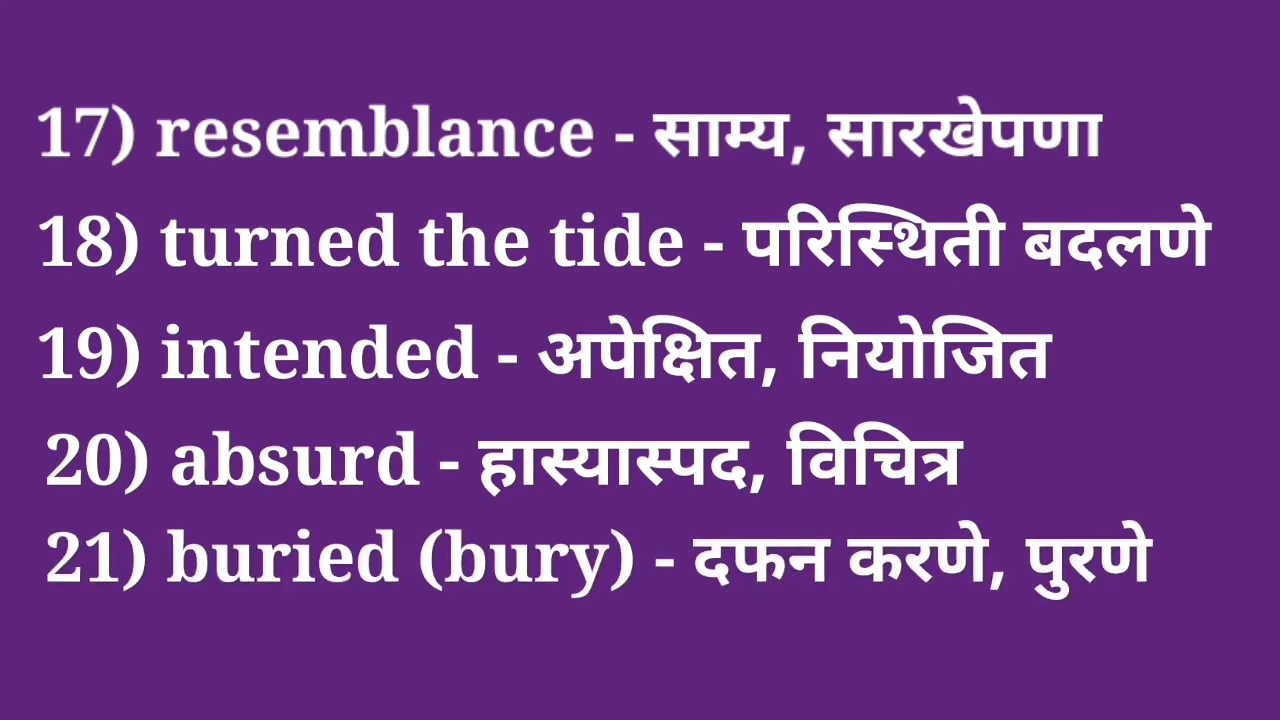 17) resemblance - साम्य, सारखेपणा
18) turned the tide - परिस्थिती बदलणे
19) intended - अपेक्षित, नियोजित
20) absurd - हास्यास्पद, विचित्र
21) buried (bury) - दफन करणे, पुरणे